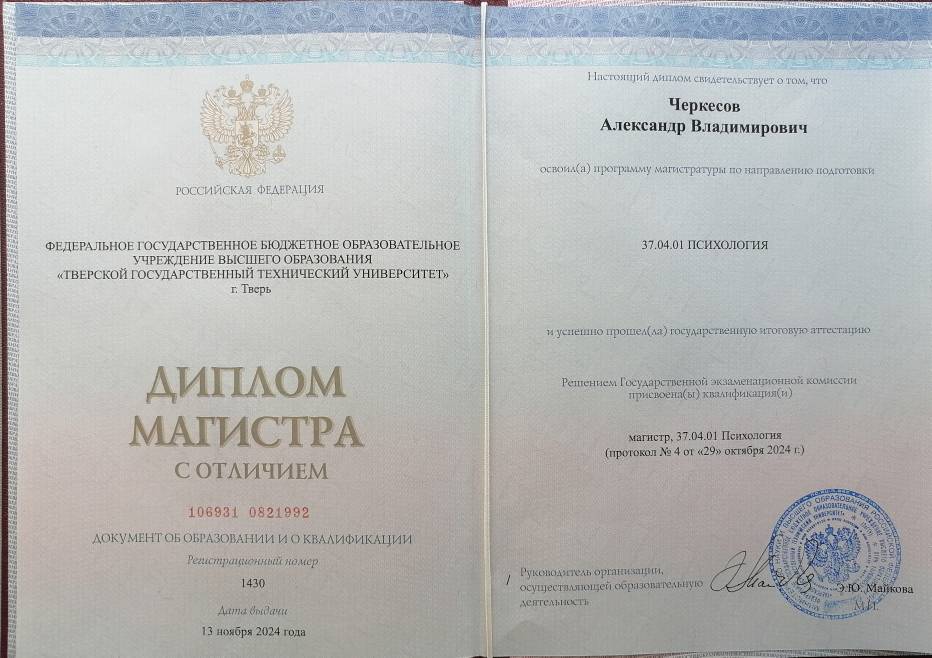 РОССИЙСКАЯ ФЕДЕРАЦИЯ
ФЕДЕРАЛЬНОЕ ГОСУДАРСТВЕННОЕ БЮДЖЕТНОЕ ОБРАЗОВАТЕЛЬНОЕ
УЧРЕЖДЕНИЕ ВЫСШЕГО ОБРАЗОВАНИЯ
«ТВЕРСКОЙ ГОСУДАРСТВЕННЫЙ ТЕХНИЧЕСКИЙ УНИВЕРСИТЕТ»
г. Тверь
ДИПЛОМ
МАГИСТРА
С ОТЛИЧИЕМ
106931 0821992
ДОКУМЕНТ ОБ ОБРАЗОВАНИИ И О КВАЛИФИКАЦИИ
Регистрационный номер
1430
Дата выдачи
13 ноября 2024 года
Настоящий диплом свидетельствует о том, что
Черкесов
Александр Владимирович
освоил(а) программу магистратуры по направлению подготовки
37.04.01 ПСИХОЛОГИЯ
и успешно прошел(ла) государственную итоговую аттестацию
Решением Государственной экзаменационной комиссии
присвоена(ы) квалификация(и)
магистр, 37.04.01 Психология
(протокол № 4 от «29» октября 2024 г.)
Руководитель организации,
осуществляющей образовательную
деятельность
Э.Ю. Майкова
М.П.